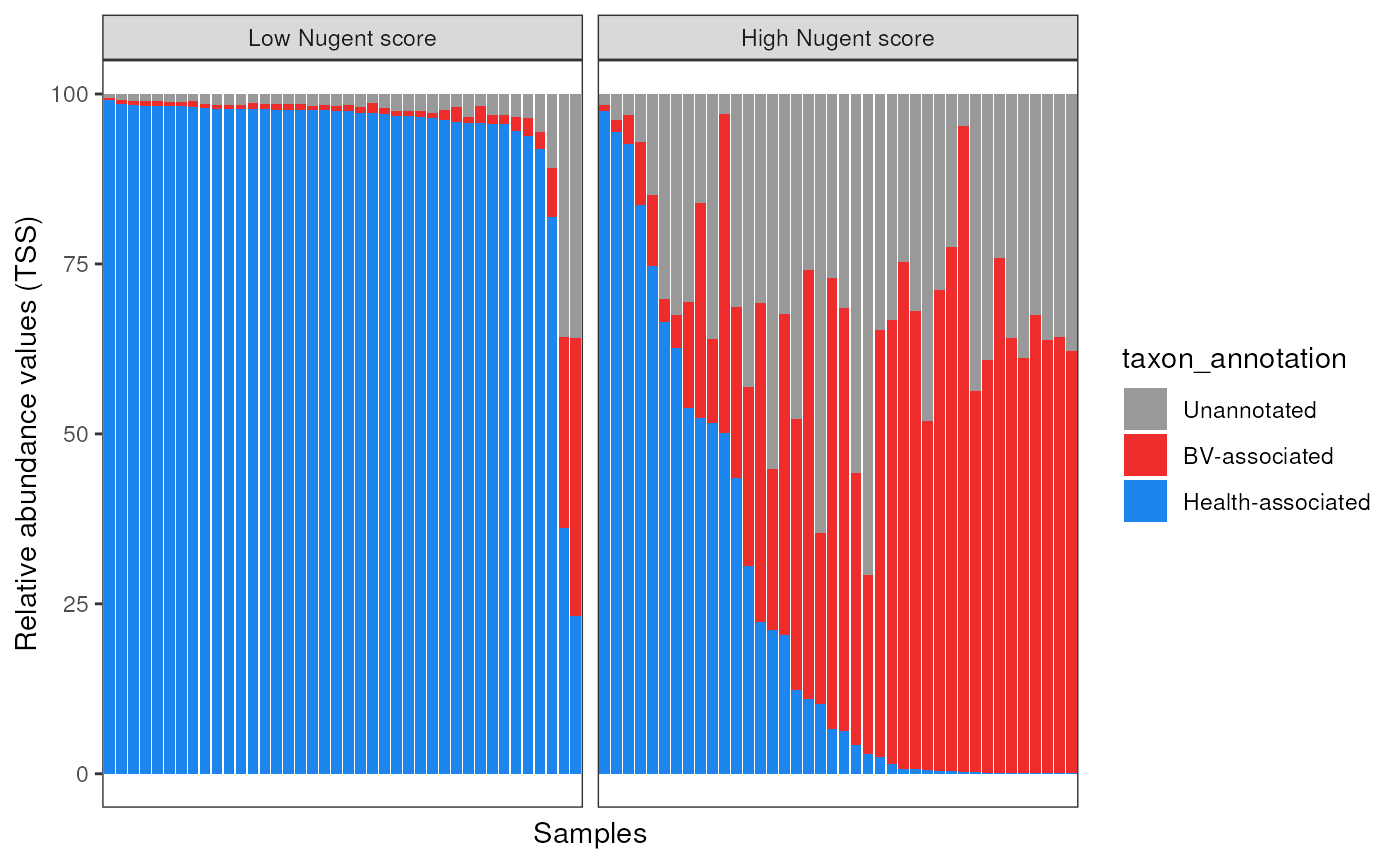 Low Nugent score
High Nugent score
100
75
50
25
0
Relative abundance values (TSS)
Samples
taxon_annotation
Unannotated
BV-associated
Health-associated